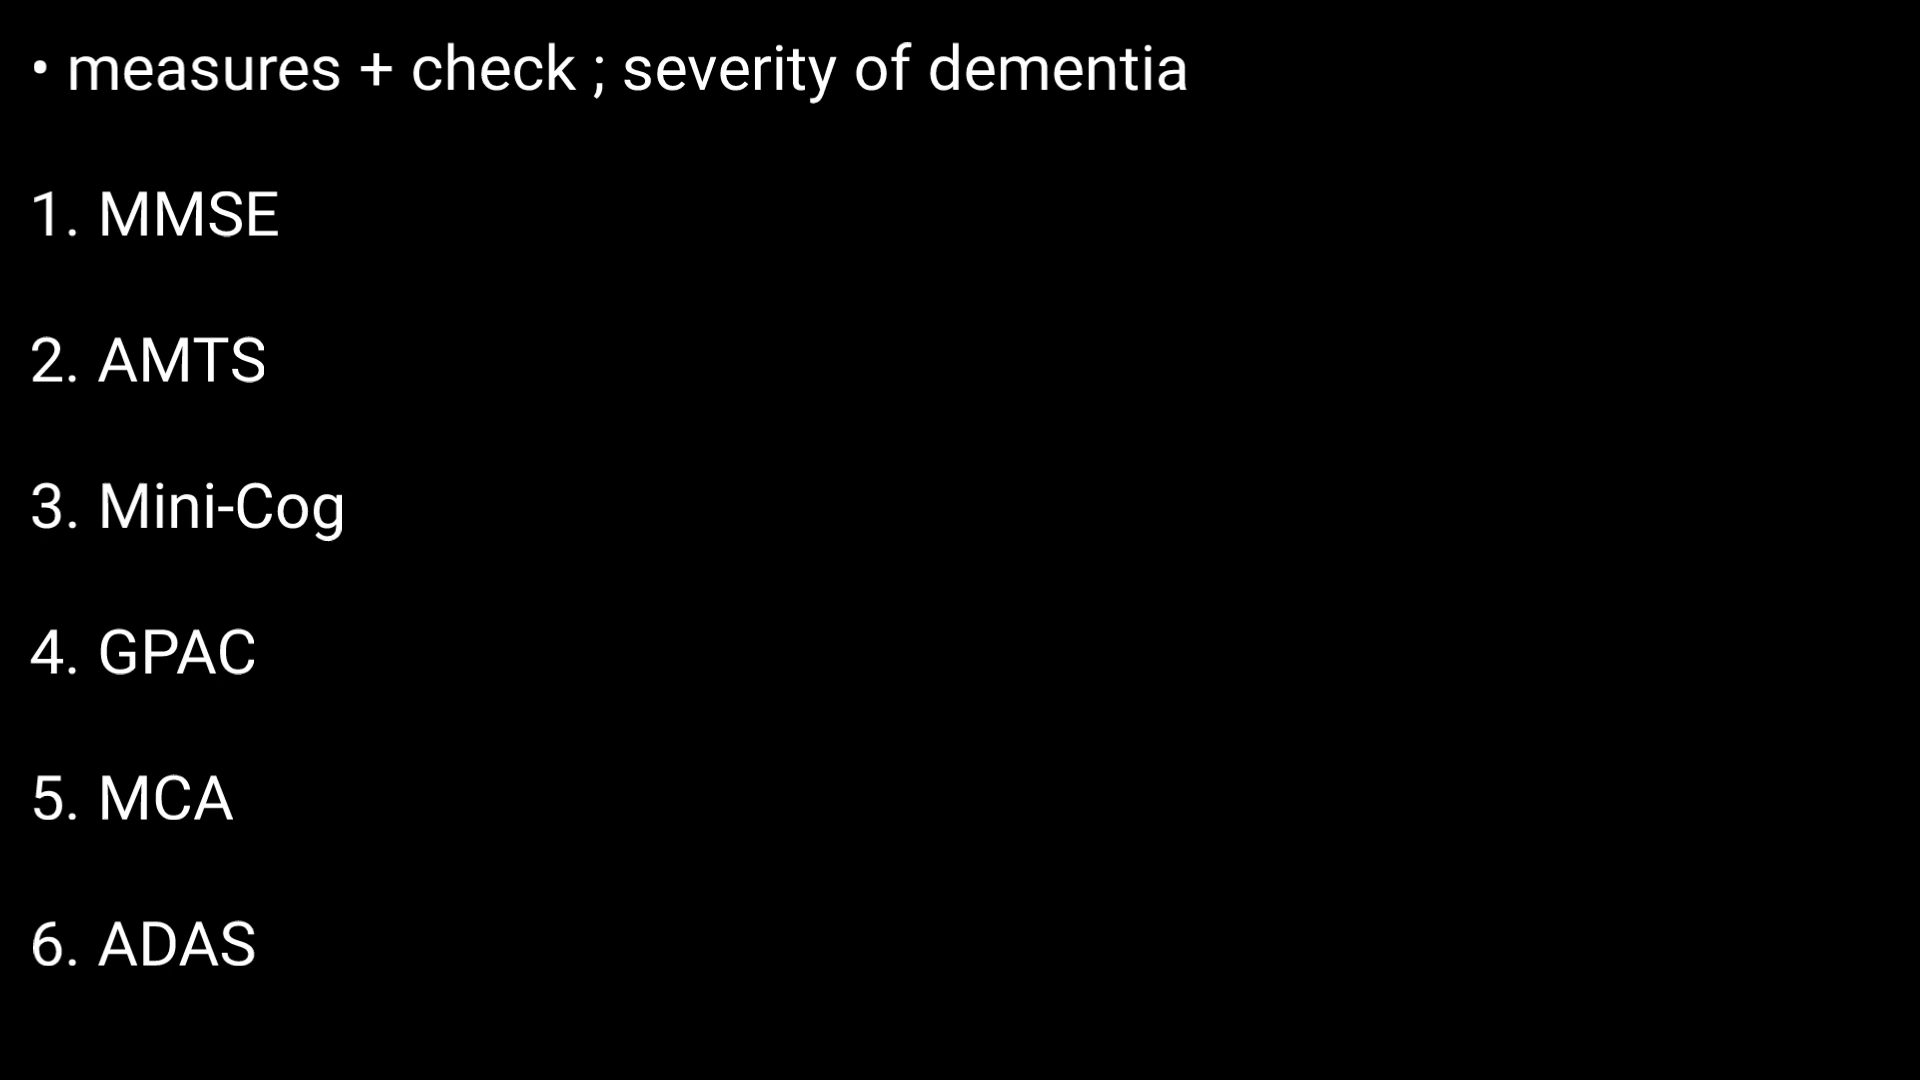 • measures + check ; severity of dementia
1. MMSE
2. AMTS
3. Mini-Cog
4. GPAC
5. MCA
6. ADAS